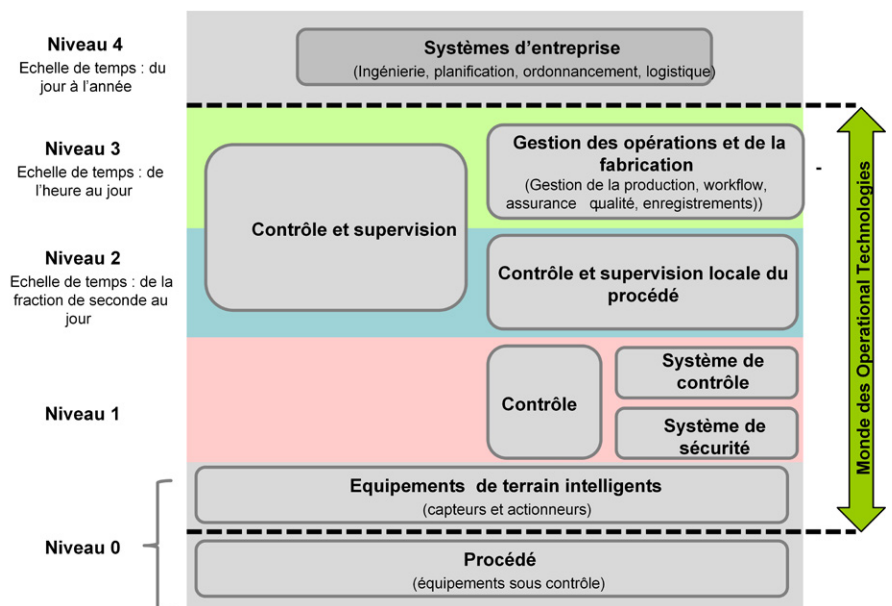 Niveau 4
Echelle de temps : du
jour à l’année
Systèmes d’entreprise
(Ingénierie, planification, ordonnancement, logistique)
Niveau 3
Echelle de temps : de
l’heure au jour
Gestion des opérations et de la
fabrication
(Gestion de la production, workflow,
assurance qualité, enregistrements))
-
Contrôle et supervision
Niveau 2
Echelle de temps : de la
fraction de seconde au
jour
Contrôle et supervision locale du
procédé
Niveau 1
Contrôle
Système de
contrôle
Système de
sécurité
Niveau 0
Equipements de terrain intelligents
(capteurs et actionneurs)
Procédé
(équipements sous contrôle)
Monde des Operational Technologies